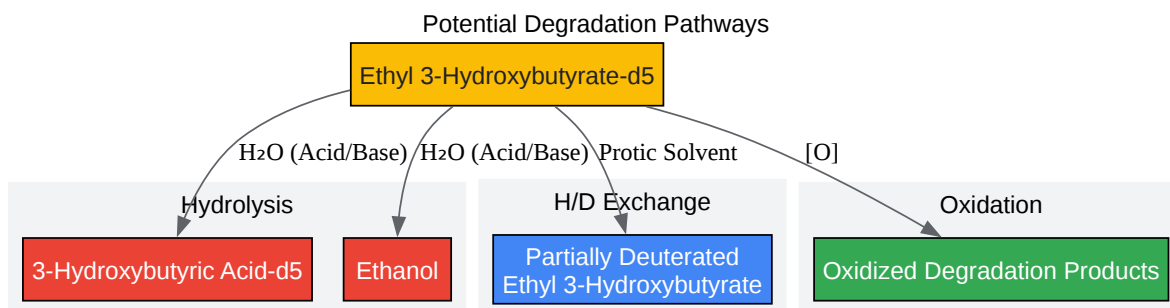 Potential Degradation Pathways
Ethyl 3-Hydroxybutyrate-d5
H₂O (Acid/Base)
H₂O (Acid/Base)
Protic Solvent
[O]
Hydrolysis
H/D Exchange
Oxidation
3-Hydroxybutyric Acid-d5
Ethanol
Partially Deuterated
Ethyl 3-Hydroxybutyrate
Oxidized Degradation Products